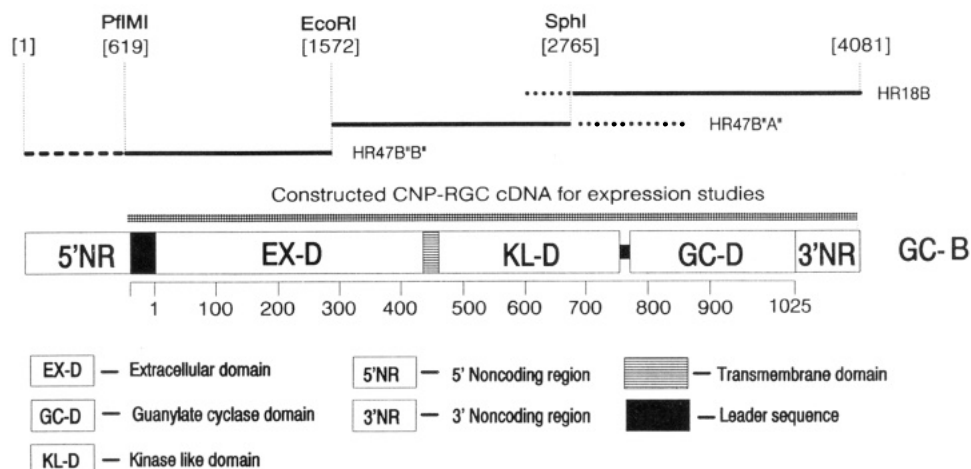 PflMI EcoRI SphI
[1] [619] [1572] [2765] [4081]
HR18B
HR47B"A"
HR47B"B"
Constructed CNP-RGC cDNA for expression studies
5'NR EX-D KL-D GC-D 3'NR GC-B
1 100 200 300 400 500 600 700 800 900 1025
EX-D — Extracellular domain 5'NR — 5' Noncoding region — Transmembrane domain
GC-D — Guanylate cyclase domain 3'NR — 3' Noncoding region — Leader sequence
KL-D — Kinase like domain